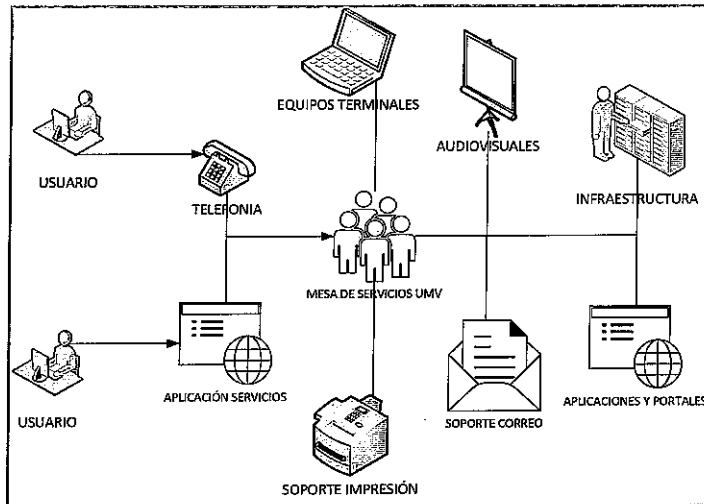 EQUIPOS TERMINALES
AUDIOVISUALES
USUARIO
TELEFONIA
INFRAESTRUCTURA
MESA DE SERVICIOS UMV
USUARIO
APLICACIÓN SERVICIOS
SOPORTE CORREO
APLICACIONES Y PORTALES
SOPORTE IMPRESIÓN